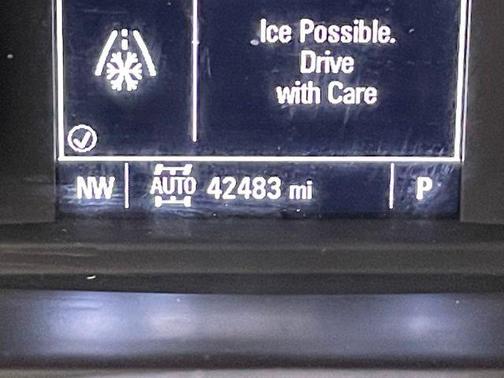 Ice Possible.
Drive
with Care
NW AUTO 42483 mi P